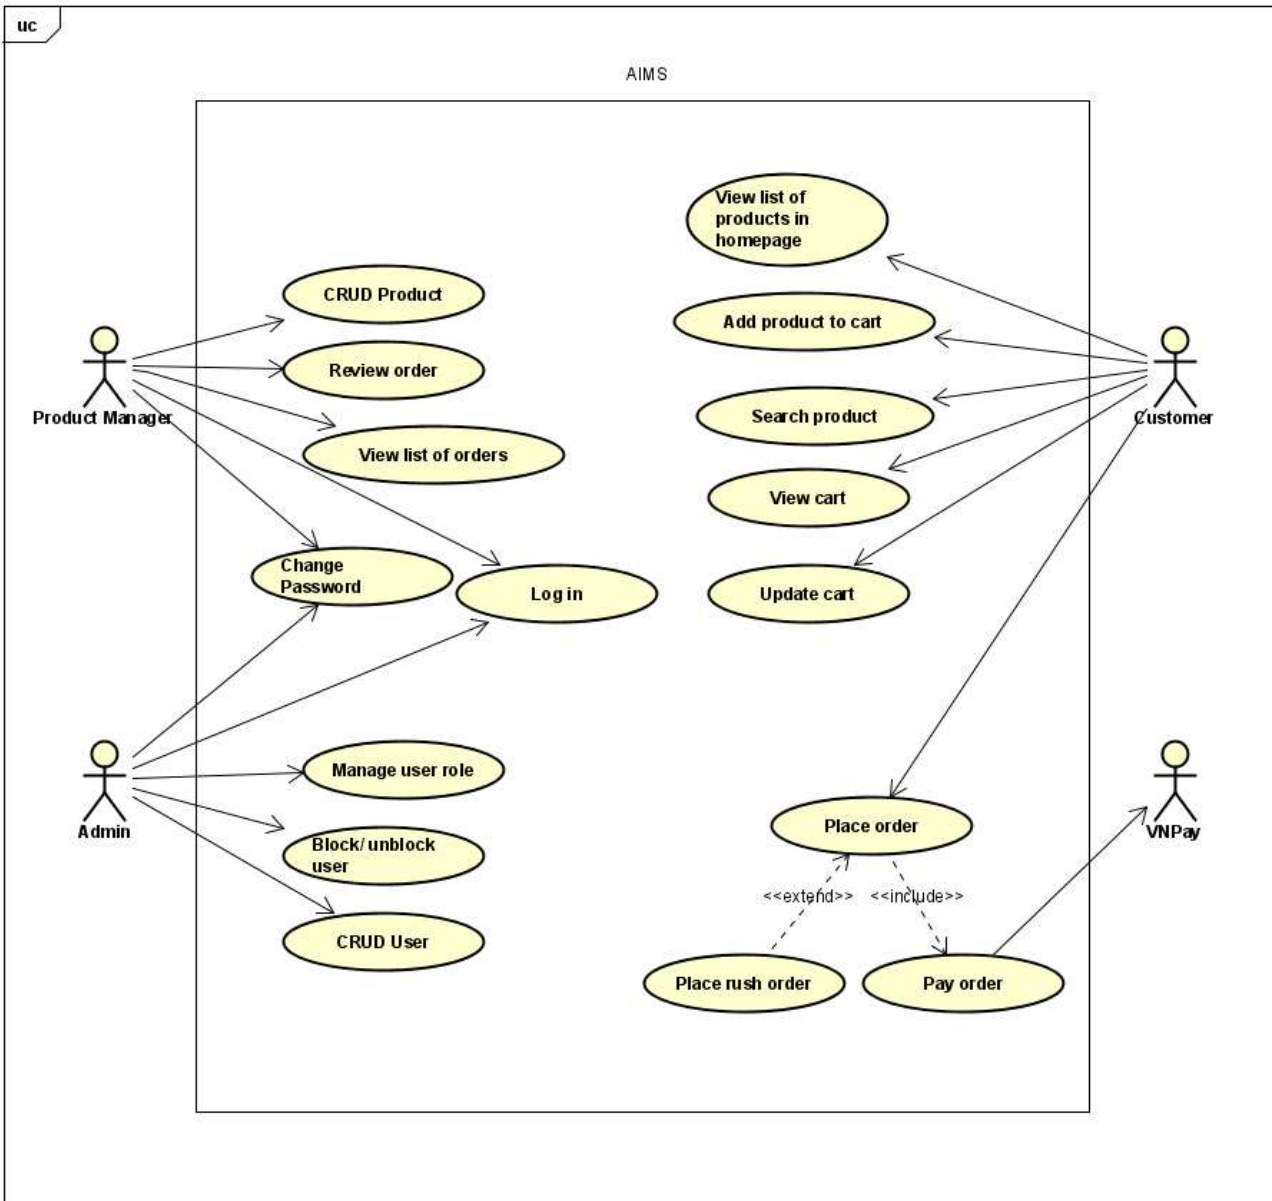 uc
AIMS
View list of
products in
homepage
CRUD Product
Add product to cart
Review order
Product Manager
Customer
Search product
View list of orders
View cart
Change
Password
Log in
Update cart
Manage user role
Admin
Block/ unblock
user
Place order
VNPay
<<extend>>
<<include>>
CRUD User
Place rush order
Pay order